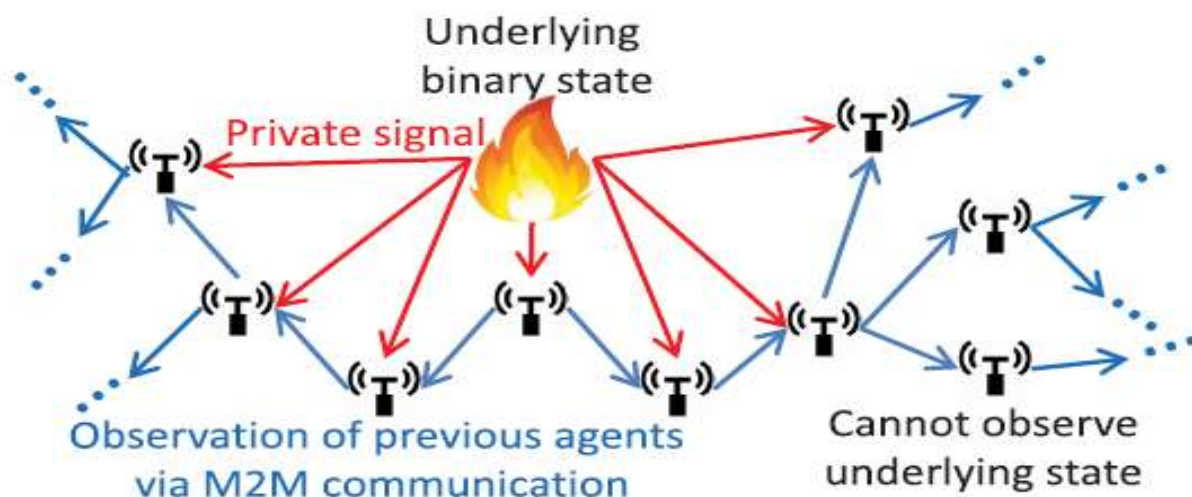 Underlying
binary state
Private signal
Observation of previous agents
via M2M communication
Cannot observe
underlying state